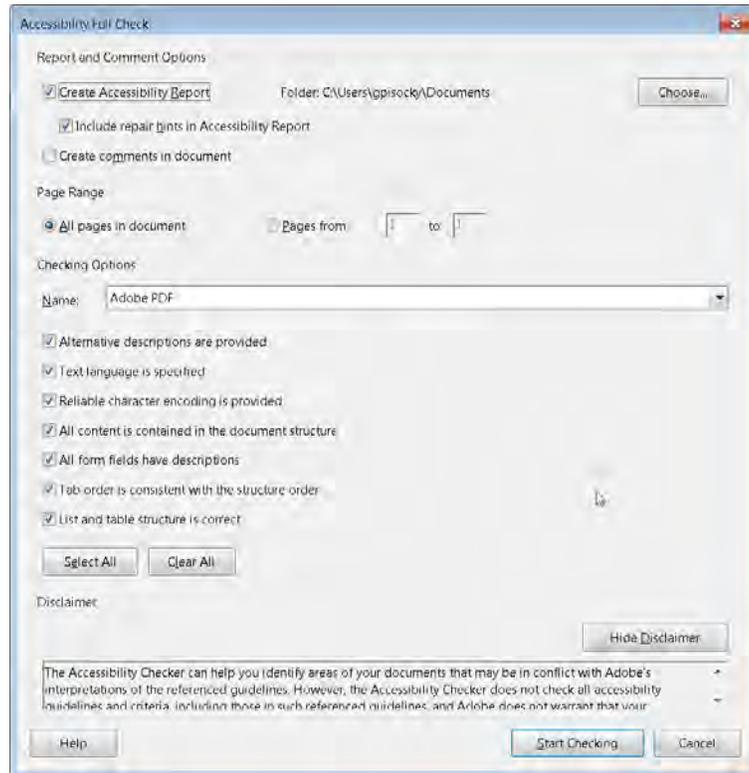 Accessibility Full Check
Report and Comment Options
Create Accessibility Report Folder: C:\Users\gpisocky\Documents Choose...
Include repair hints in Accessibility Report
Create comments in document
Page Range
All pages in document Pages from 1 to 1
Checking Options
Name: Adobe PDF
Alternative descriptions are provided
Text language is specified
Reliable character encoding is provided
All content is contained in the document structure
All form fields have descriptions
Tab order is consistent with the structure order
List and table structure is correct
Select All Clear All
Disclaimer
Hide Disclaimer
The Accessibility Checker can help you identify areas of your documents that may be in conflict with Adobe's
interpretations of the referenced guidelines. However, the Accessibility Checker does not check all accessibility
guidelines and criteria, including those in such referenced guidelines, and Adobe does not warrant that your
Help Start Checking Cancel